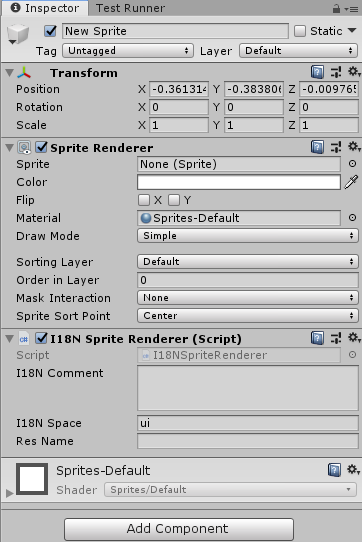 Inspector Test Runner
New Sprite Static
Tag Untagged Layer Default
Transform
Position X -0.361314 Y -0.383806 Z -0.009765
Rotation X 0 Y 0 Z 0
Scale X 1 Y 1 Z 1
Sprite Renderer
Sprite None (Sprite)
Color
Flip X Y
Material Sprites-Default
Draw Mode Simple
Sorting Layer Default
Order in Layer 0
Mask Interaction None
Sprite Sort Point Center
I18N Sprite Renderer (Script)
Script I18NSpriteRenderer
I18N Comment
I18N Space ui
Res Name
Sprites-Default
Shader Sprites/Default
Add Component